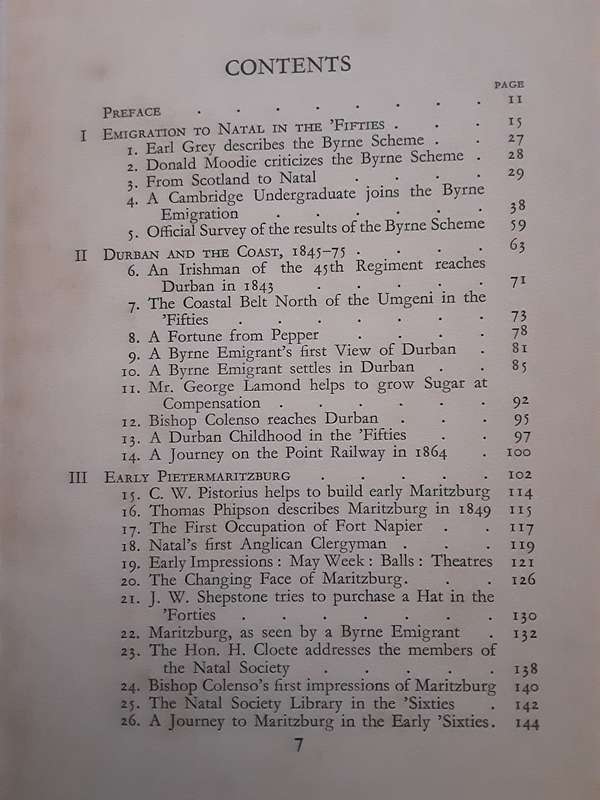 CONTENTS
PAGE
PREFACE . . . . . . . . 11
I EMIGRATION TO NATAL IN THE 'FIFTIES . . . 15
1. Earl Grey describes the Byrne Scheme . . 27
2. Donald Moodie criticizes the Byrne Scheme . 28
3. From Scotland to Natal . . . . 29
4. A Cambridge Undergraduate joins the Byrne
Emigration . . . . . . 38
5. Official Survey of the results of the Byrne Scheme 59
II DURBAN AND THE COAST, 1845-75 . . . . 63
6. An Irishman of the 45th Regiment reaches
Durban in 1843 . . . . . 71
7. The Coastal Belt North of the Umgeni in the
'Fifties . . . . . . . 73
8. A Fortune from Pepper . . . . 78
9. A Byrne Emigrant's first View of Durban . 81
10. A Byrne Emigrant settles in Durban . . 85
11. Mr. George Lamond helps to grow Sugar at
Compensation . . . . . . 92
12. Bishop Colenso reaches Durban . . . 95
13. A Durban Childhood in the 'Fifties . . 97
14. A Journey on the Point Railway in 1864 . 100
III EARLY PIETERMARITZBURG . . . . . 102
15. C. W. Pistorius helps to build early Maritzburg 114
16. Thomas Phipson describes Maritzburg in 1849 115
17. The First Occupation of Fort Napier . . 117
18. Natal's first Anglican Clergyman . . . 119
19. Early Impressions: May Week: Balls: Theatres 121
20. The Changing Face of Maritzburg. . . 126
21. J. W. Shepstone tries to purchase a Hat in the
'Forties . . . . . . . 130
22. Maritzburg, as seen by a Byrne Emigrant . 132
23. The Hon. H. Cloete addresses the members of
the Natal Society . . . . . 138
24. Bishop Colenso's first impressions of Maritzburg 140
25. The Natal Society Library in the 'Sixties . 142
26. A Journey to Maritzburg in the Early 'Sixties. 144
7